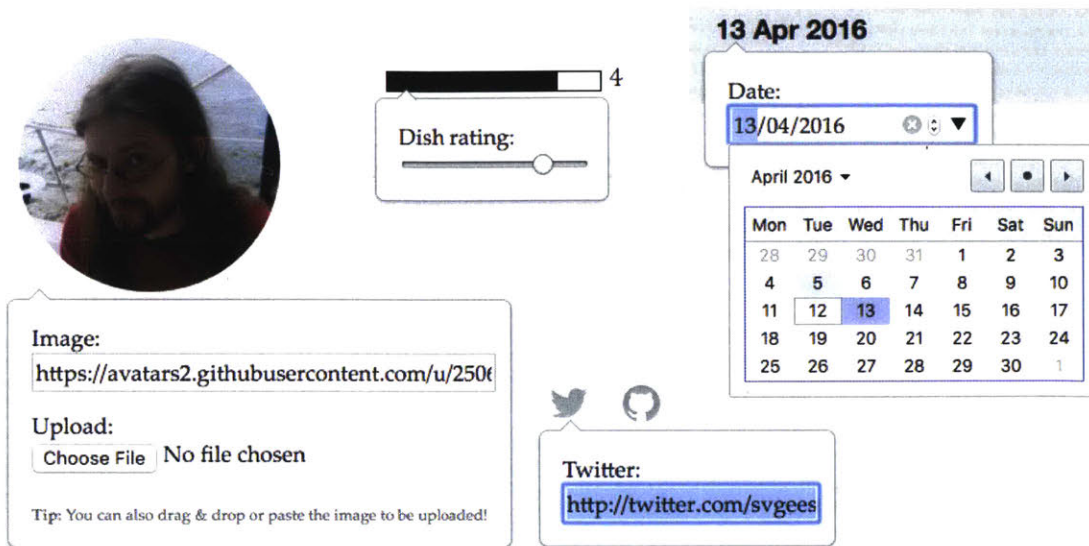 13 Apr 2016
4
Dish rating:
Date:
13/04/2016
April 2016
Mon Tue Wed Thu Fri Sat Sun
28 29 30 31 1 2 3
4 5 6 7 8 9 10
11 12 13 14 15 16 17
18 19 20 21 22 23 24
25 26 27 28 29 30 1
Image:
https://avatars2.githubusercontent.com/u/250
Upload:
Choose File No file chosen
Tip: You can also drag & drop or paste the image to be uploaded!
Twitter:
http://twitter.com/svgees